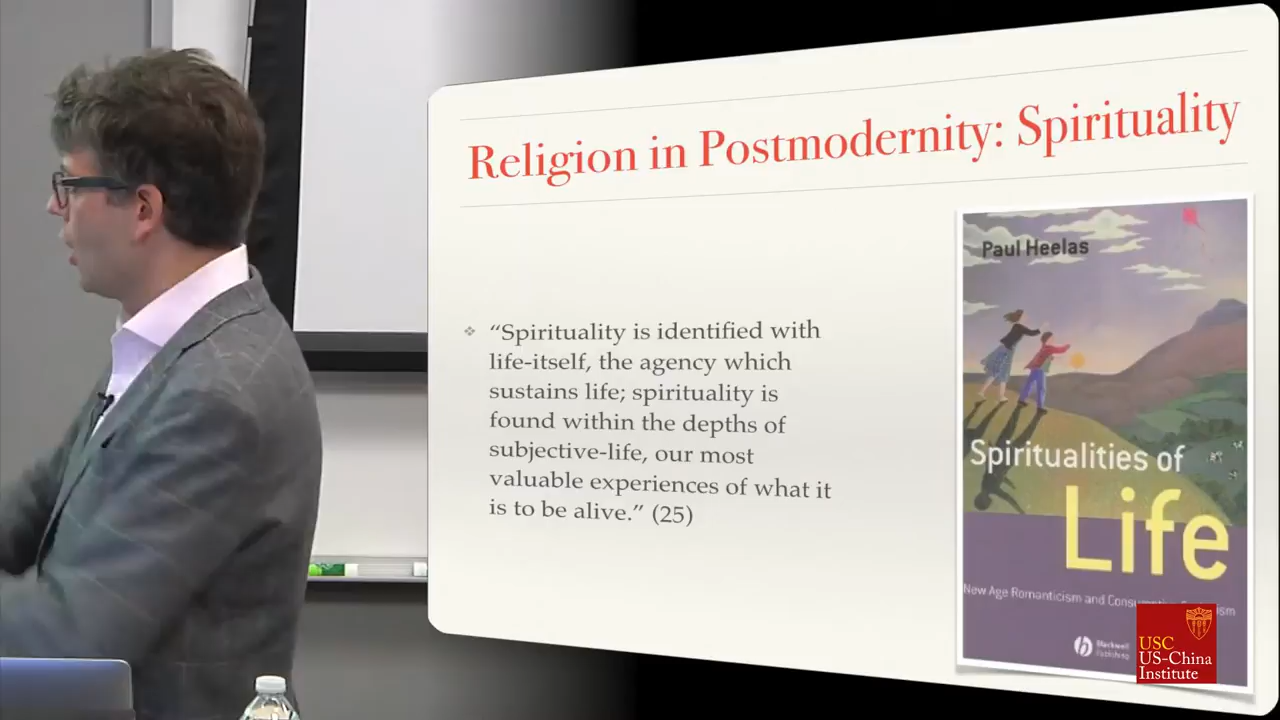 Religion in Postmodernity: Spirituality
❖ “Spirituality is identified with
life-itself, the agency which
sustains life; spirituality is
found within the depths of
subjective-life, our most
valuable experiences of what it
is to be alive.” (25)
Paul Heelas
Spiritualities of
Life
New Age Romanticism and
Blackwell
Publishing
USC
US-China
Institute